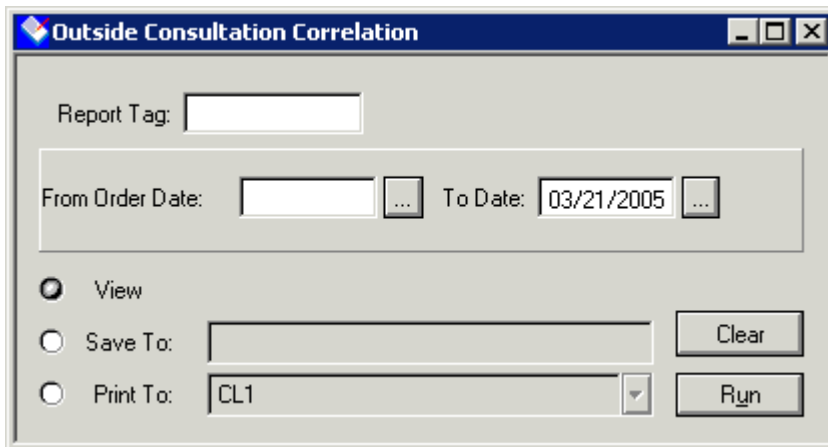 Outside Consultation Correlation
Report Tag:
From Order Date: ... To Date: 03/21/2005 ...
View
Save To:
Clear
Print To: CL1
Run